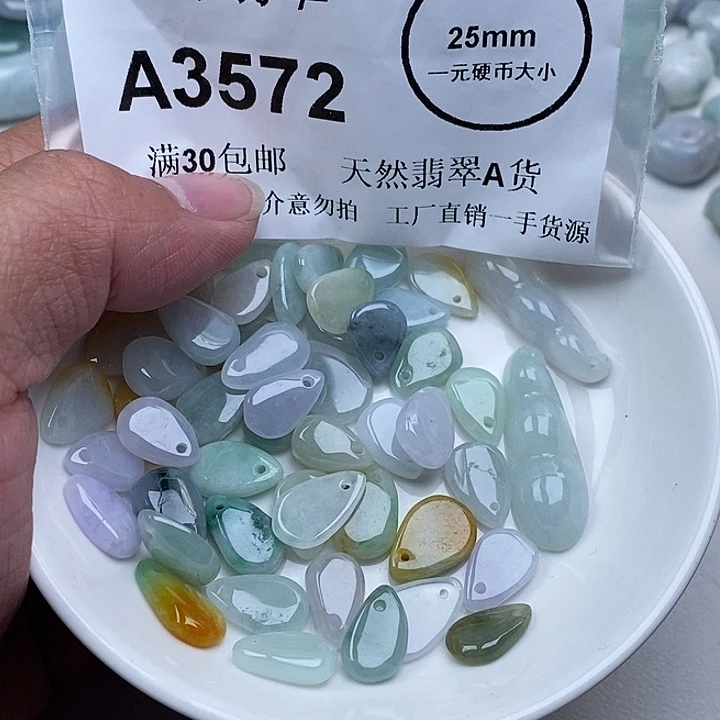 25mm
一元硬币大小
A3572
满30包邮
天然翡翠A货
介意勿拍
工厂直销一手货源